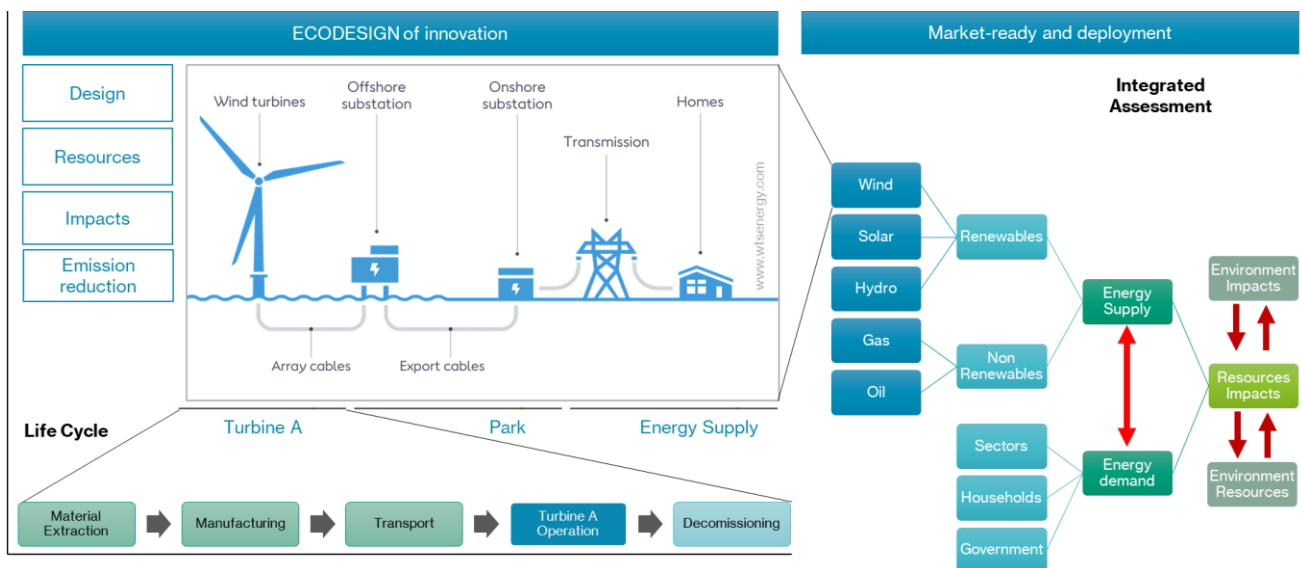 ECODESIGN of innovation
Market-ready and deployment
Design
Resources
Impacts
Emission
reduction
Wind turbines
Offshore
substation
Onshore
substation
Homes
Transmission
www.wtsenergy.com
Array cables
Export cables
Life Cycle
Turbine A
Park
Energy Supply
Material
Extraction
Manufacturing
Transport
Turbine A
Operation
Decomissioning
Integrated
Assessment
Wind
Solar
Hydro
Gas
Oil
Renewables
Non
Renewables
Sectors
Households
Government
Energy
Supply
Energy
demand
Environment
Impacts
Resources
Impacts
Environment
Resources